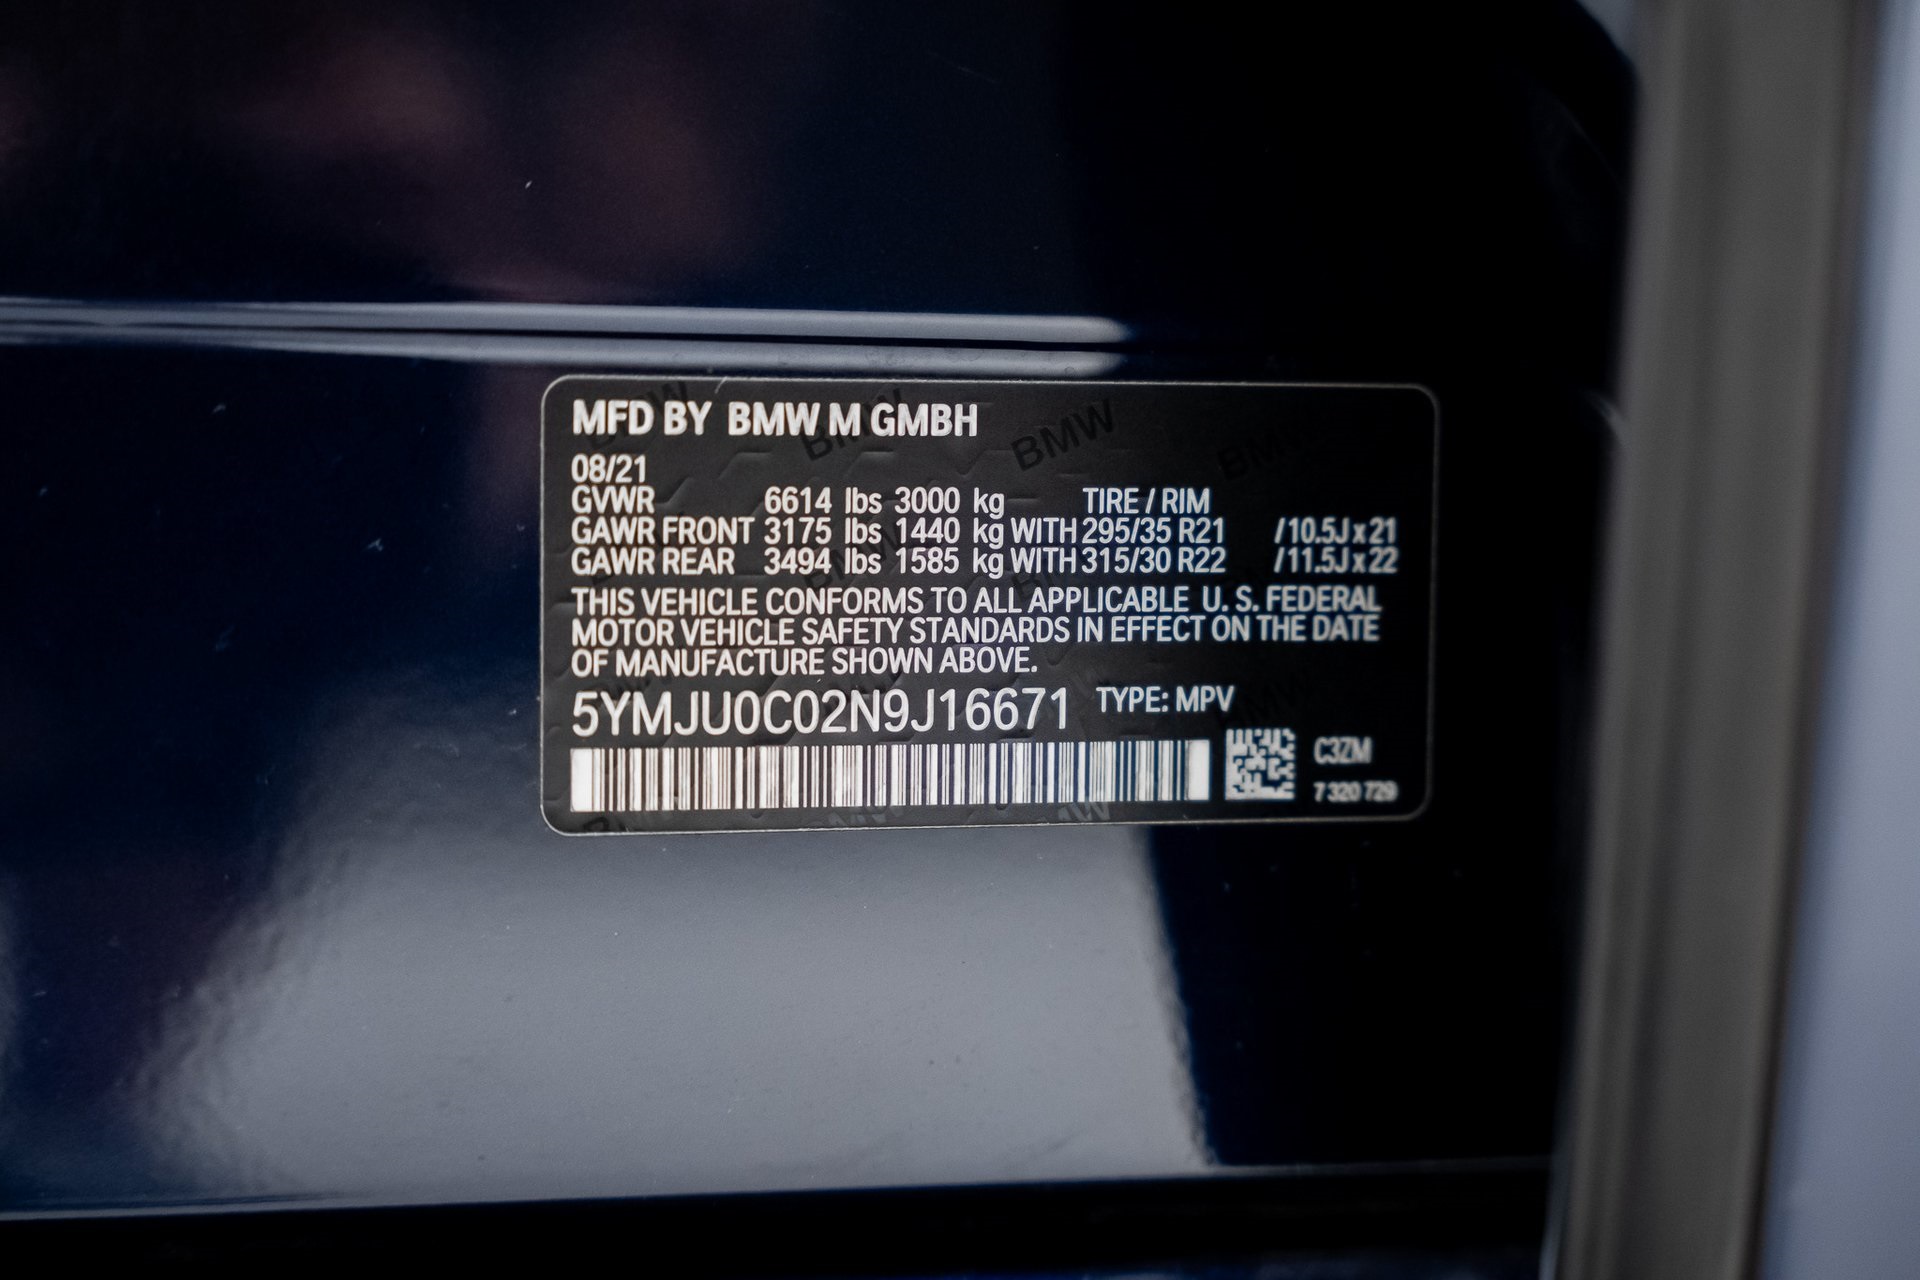 MFD BY BMW M GMBH
08/21
GVWR 6614 lbs 3000 kg TIRE / RIM
GAWR FRONT 3175 lbs 1440 kg WITH 295/35 R21 /10.5J x 21
GAWR REAR 3494 lbs 1585 kg WITH 315/30 R22 /11.5J x 22
THIS VEHICLE CONFORMS TO ALL APPLICABLE U. S. FEDERAL
MOTOR VEHICLE SAFETY STANDARDS IN EFFECT ON THE DATE
OF MANUFACTURE SHOWN ABOVE.
5YMJU0C02N9J16671 TYPE: MPV
C3ZM
7 320 729